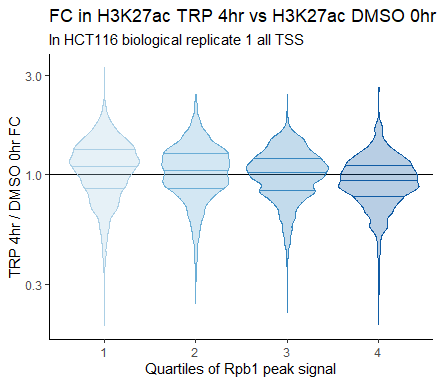 FC in H3K27ac TRP 4hr vs H3K27ac DMSO 0hr
In HCT116 biological replicate 1 all TSS
3.0
1.0
0.3
TRP 4hr / DMSO 0hr FC
1 2 3 4
Quartiles of Rpb1 peak signal